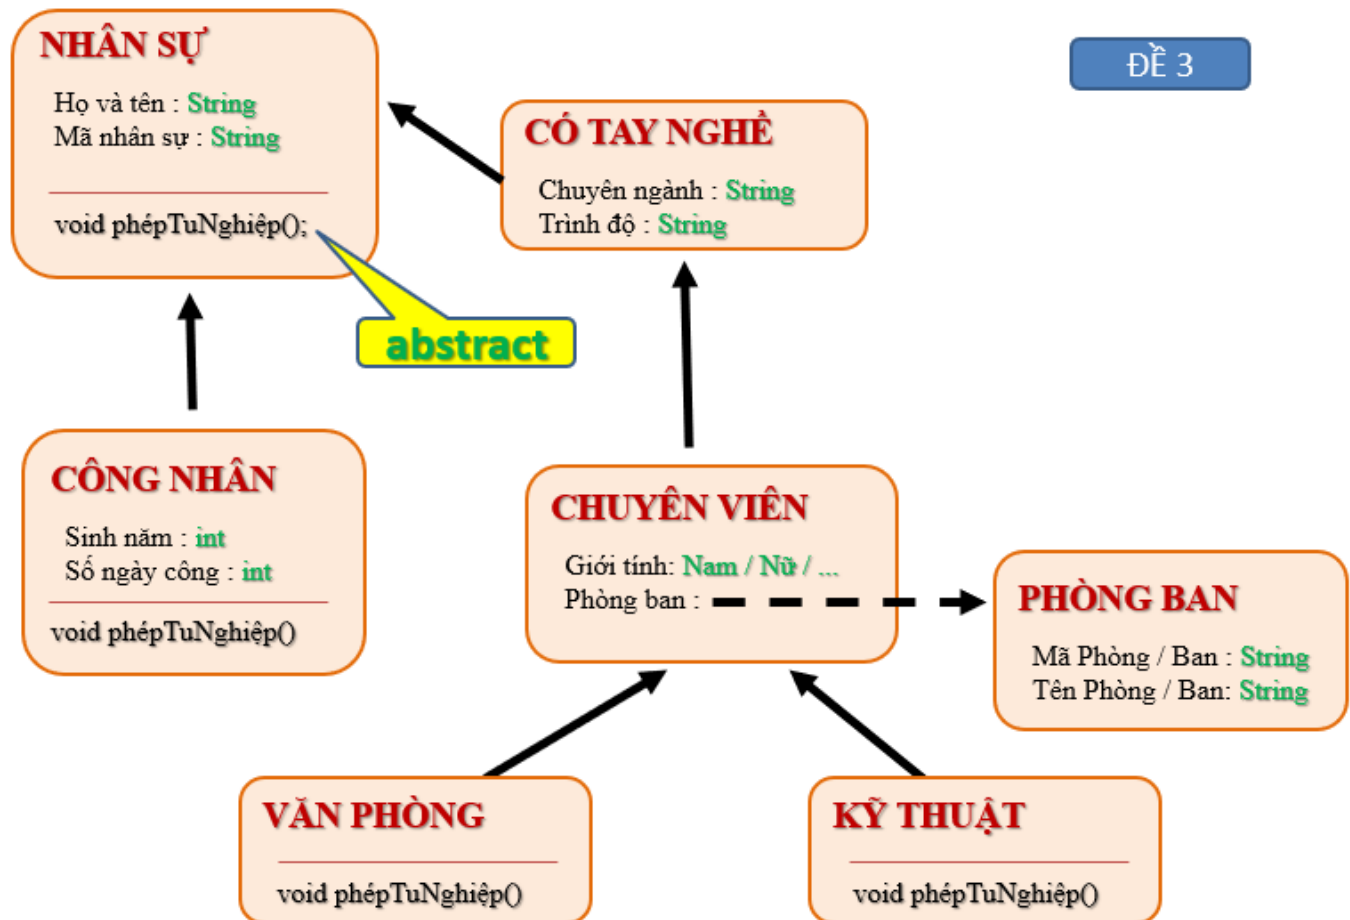 NHÂN SỰ
Họ và tên : String
Mã nhân sự : String
void phépTuNghiệp();
abstract
ĐỀ 3
CÓ TAY NGHỀ
Chuyên ngành : String
Trình độ : String
CÔNG NHÂN
Sinh năm : int
Số ngày công : int
void phépTuNghiệp()
CHUYÊN VIÊN
Giới tính: Nam / Nữ / ...
Phòng ban :
PHÒNG BAN
Mã Phòng / Ban : String
Tên Phòng / Ban: String
VĂN PHÒNG
void phépTuNghiệp()
KỸ THUẬT
void phépTuNghiệp()